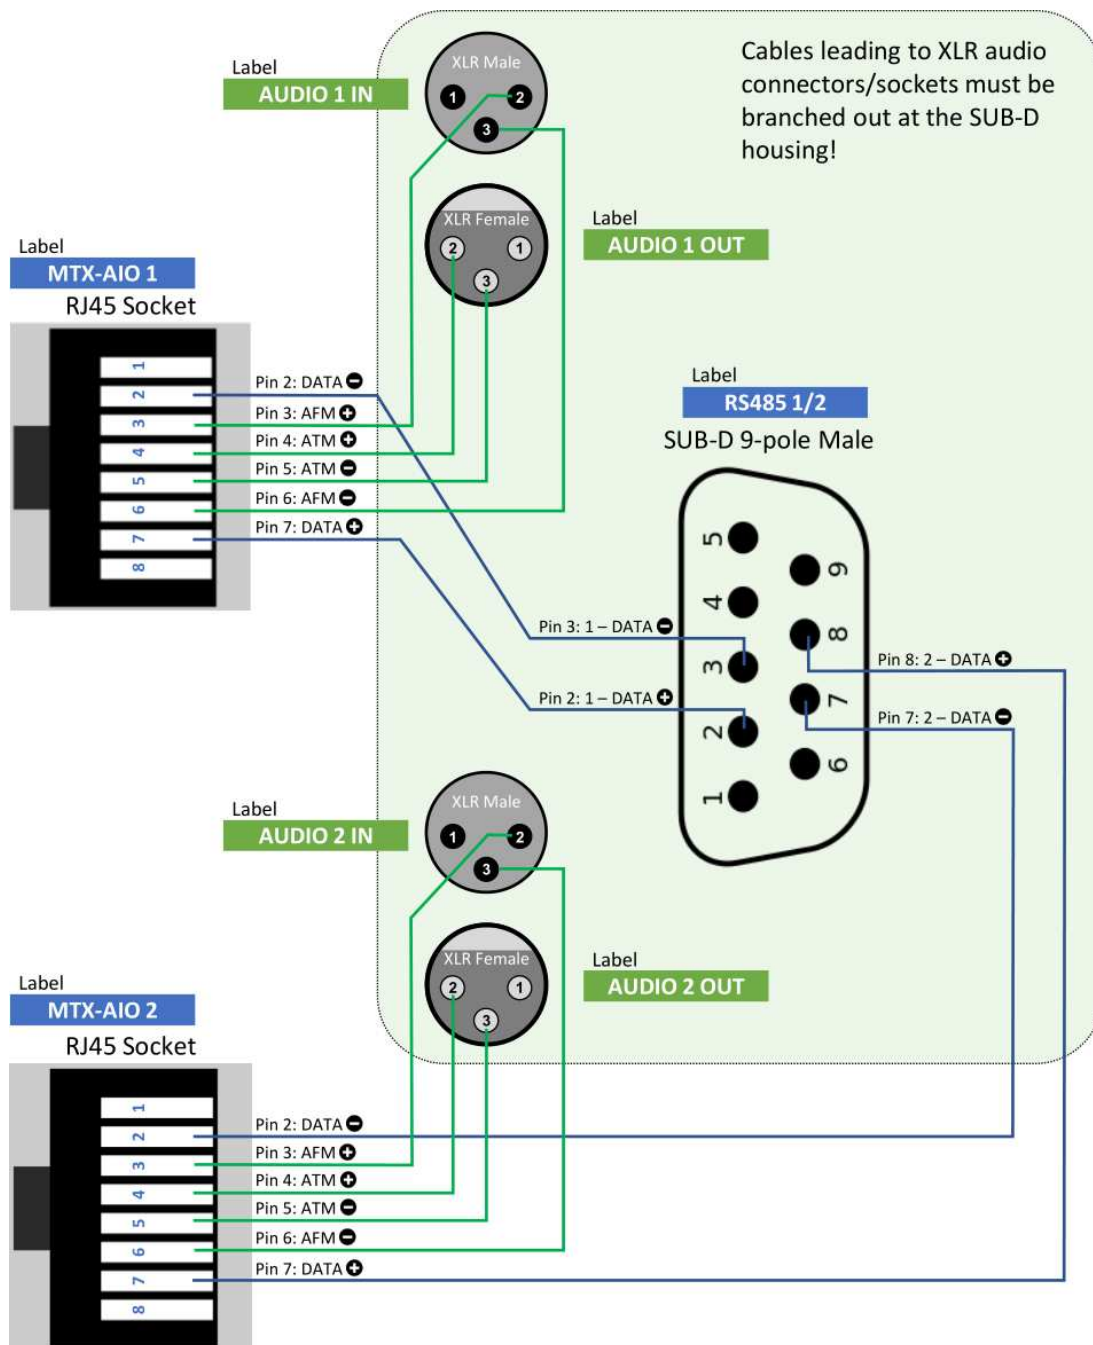 Label
AUDIO 1 IN
XLR Male
1
2
3
Cables leading to XLR audio
connectors/sockets must be
branched out at the SUB-D
housing!
XLR Female
2
1
3
Label
AUDIO 1 OUT
Label
MTX-AIO 1
RJ45 Socket
1
2
3
4
5
6
7
8
Pin 2: DATA -
Pin 3: AFM +
Pin 4: ATM +
Pin 5: ATM -
Pin 6: AFM -
Pin 7: DATA +
Label
RS485 1/2
SUB-D 9-pole Male
5
4
3
2
1
9
8
7
6
Pin 3: 1 – DATA -
Pin 2: 1 – DATA +
Pin 8: 2 – DATA +
Pin 7: 2 – DATA -
Label
AUDIO 2 IN
XLR Male
1
2
3
XLR Female
2
1
3
Label
AUDIO 2 OUT
Label
MTX-AIO 2
RJ45 Socket
1
2
3
4
5
6
7
8
Pin 2: DATA -
Pin 3: AFM +
Pin 4: ATM +
Pin 5: ATM -
Pin 6: AFM -
Pin 7: DATA +